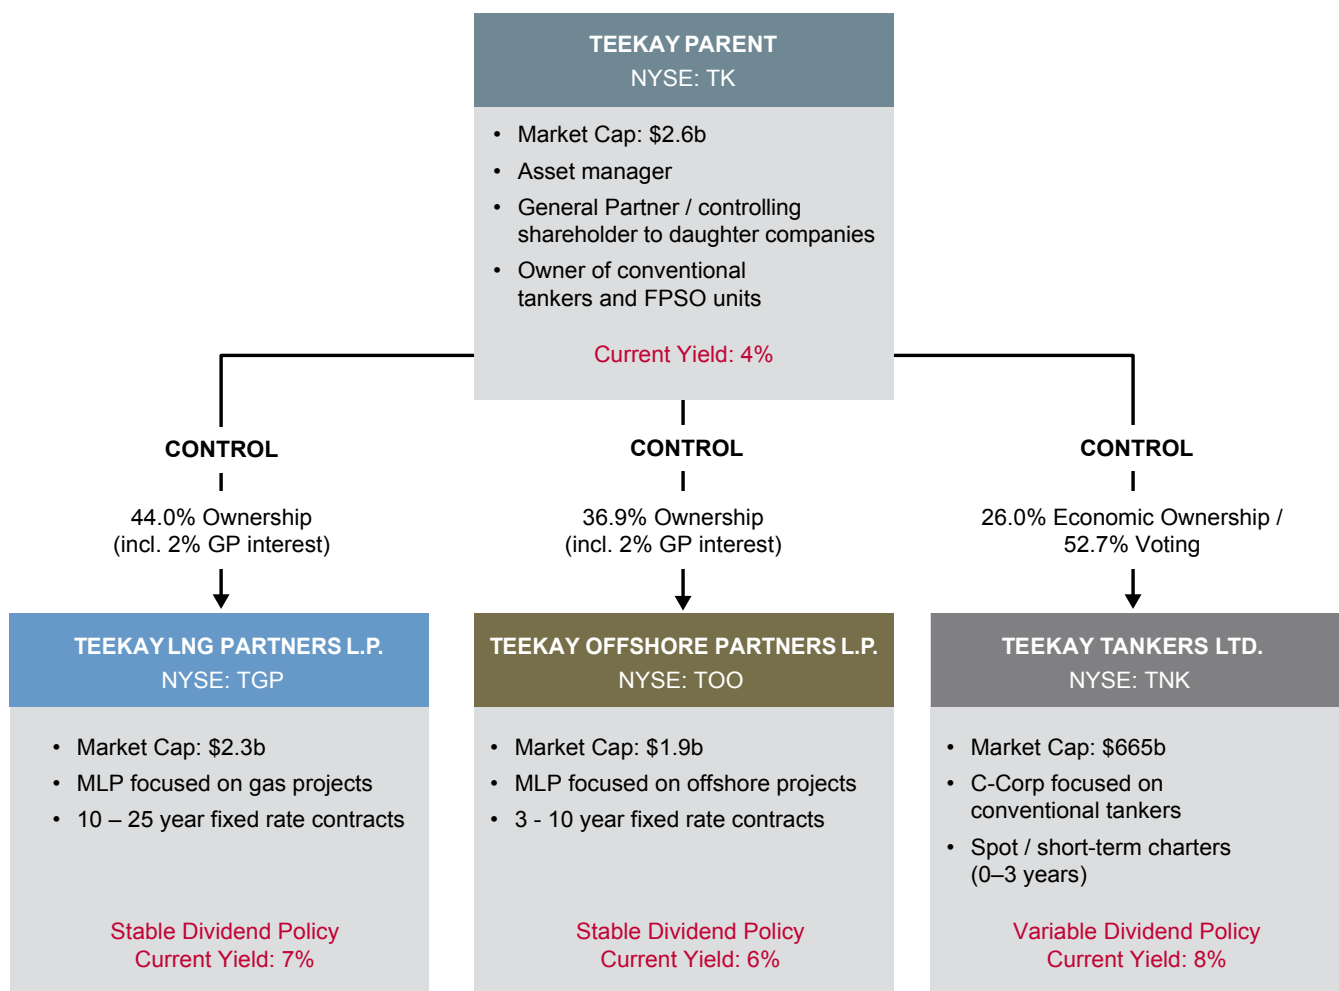 TEEKAY PARENT
NYSE: TK
• Market Cap: $2.6b
• Asset manager
• General Partner / controlling
shareholder to daughter companies
• Owner of conventional
tankers and FPSO units
Current Yield: 4%
CONTROL
44.0% Ownership
(incl. 2% GP interest)
CONTROL
36.9% Ownership
(incl. 2% GP interest)
CONTROL
26.0% Economic Ownership /
52.7% Voting
TEEKAY LNG PARTNERS L.P.
NYSE: TGP
• Market Cap: $2.3b
• MLP focused on gas projects
• 10 – 25 year fixed rate contracts
Stable Dividend Policy
Current Yield: 7%
TEEKAY OFFSHORE PARTNERS L.P.
NYSE: TOO
• Market Cap: $1.9b
• MLP focused on offshore projects
• 3 - 10 year fixed rate contracts
Stable Dividend Policy
Current Yield: 6%
TEEKAY TANKERS LTD.
NYSE: TNK
• Market Cap: $665b
• C-Corp focused on
conventional tankers
• Spot / short-term charters
(0–3 years)
Variable Dividend Policy
Current Yield: 8%